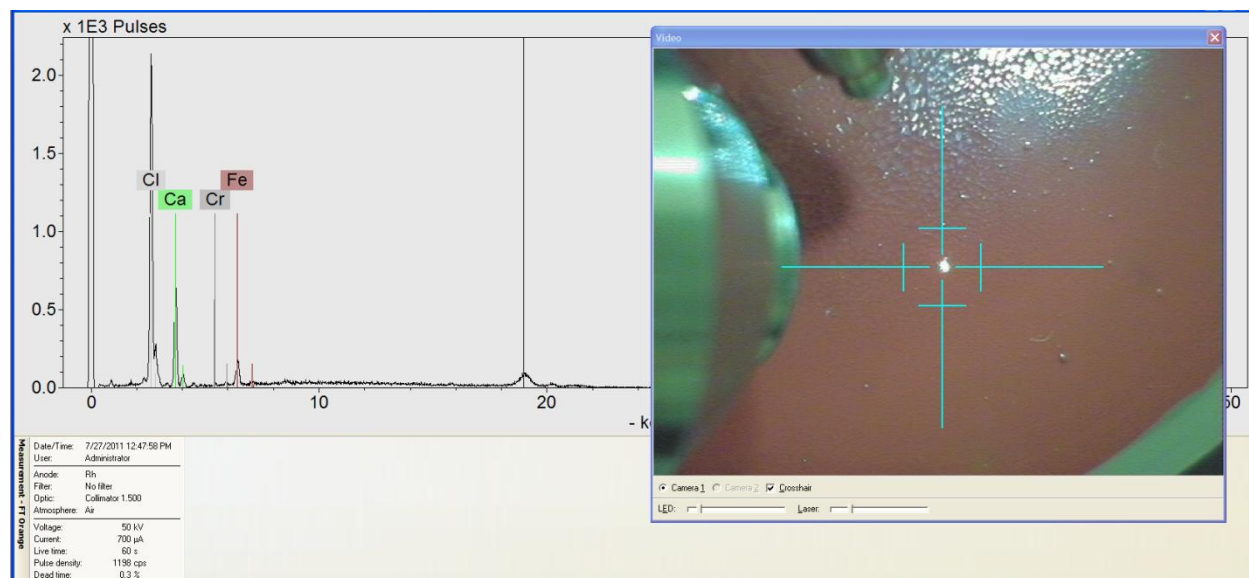 x 1E3 Pulses
2.0
1.5
1.0
0.5
0.0
Cl
Ca
Cr
Fe
0
10
20
- ke
50
Video
Camera 1
Camera 2
Crosshair
LED:
Laser:
Measurement - FT Orange
Date/Time: 7/27/2011 12:47:58 PM
User: Administrator
Anode: Rh
Filter: No filter
Optic: Collimator 1.500
Atmosphere: Air
Voltage: 50 kV
Current: 700 µA
Live time: 60 s
Pulse density: 1198 cps
Dead time: 0.3 %